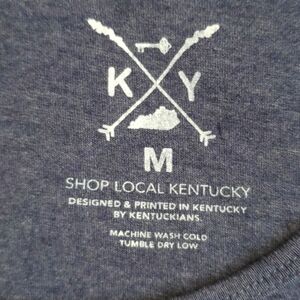 K Y
M
SHOP LOCAL KENTUCKY
DESIGNED & PRINTED IN KENTUCKY
BY KENTUCKIANS.
MACHINE WASH COLD
TUMBLE DRY LOW